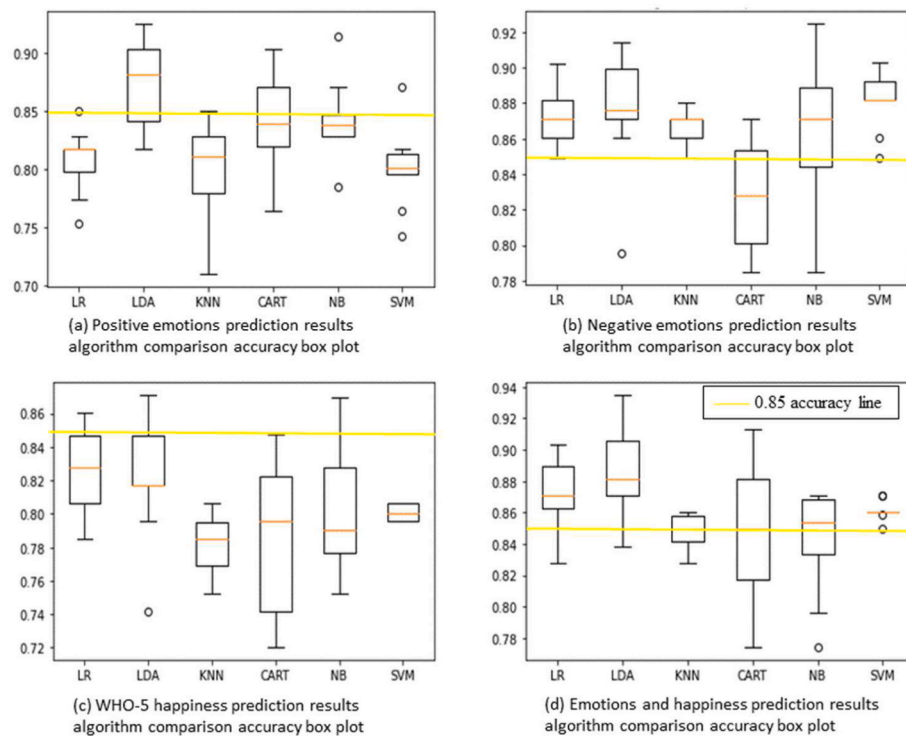 0.90
0.85
0.80
0.75
0.70
LR LDA KNN CART NB SVM
(a) Positive emotions prediction results
algorithm comparison accuracy box plot
0.92
0.90
0.88
0.86
0.84
0.82
0.80
0.78
LR LDA KNN CART NB SVM
(b) Negative emotions prediction results
algorithm comparison accuracy box plot
0.86
0.84
0.82
0.80
0.78
0.76
0.74
0.72
LR LDA KNN CART NB SVM
(c) WHO-5 happiness prediction results
algorithm comparison accuracy box plot
0.94
0.92
0.90
0.88
0.86
0.84
0.82
0.80
0.78
0.85 accuracy line
LR LDA KNN CART NB SVM
(d) Emotions and happiness prediction results
algorithm comparison accuracy box plot